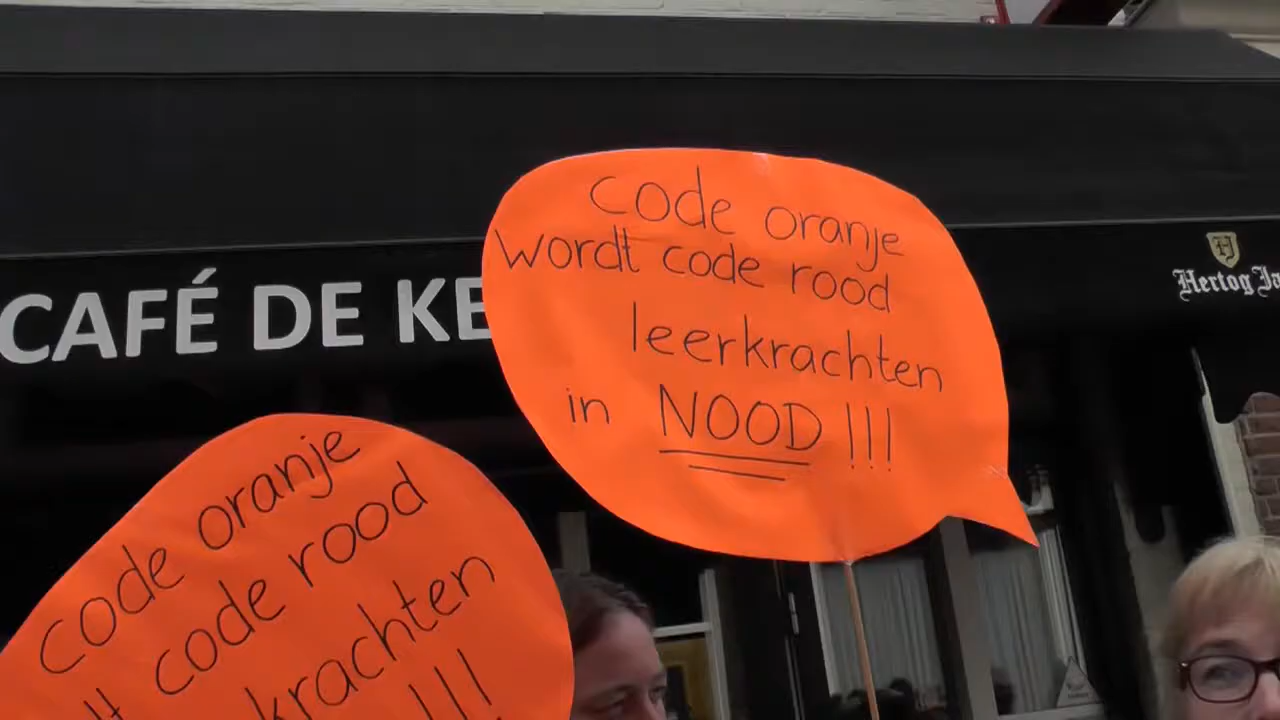 CAFÉ DE KE
Hertog Ja
code oranje
wordt code rood
leerkrachten
in NOOD !!!
code oranje
code rood
krachten
!!!